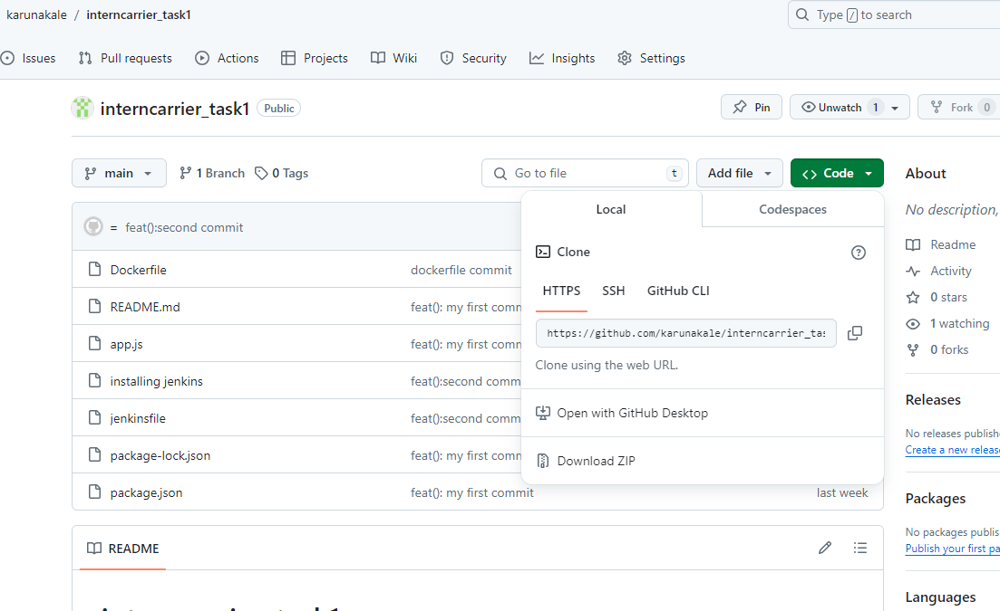 karunakale / interncarrier_task1
Type / to search
Issues Pull requests Actions Projects Wiki Security Insights Settings
interncarrier_task1 Public
Pin Unwatch 1 Fork 0
main 1 Branch 0 Tags Go to file t Add file Code
Local Codespaces
Clone
HTTPS SSH GitHub CLI
https://github.com/karunakale/interncarrier_tas
Clone using the web URL.
Open with GitHub Desktop
Download ZIP
= feat():second commit
Dockerfile dockerfile commit
README.md feat(): my first comm
app.js feat(): my first comm
installing jenkins feat():second comm
jenkinsfile feat():second comm
package-lock.json feat(): my first comm
package.json feat(): my first commit last week
README
About
No description,
Readme
Activity
0 stars
1 watching
0 forks
Releases
No releases publish
Create a new releas
Packages
No packages publis
Publish your first pa
Languages